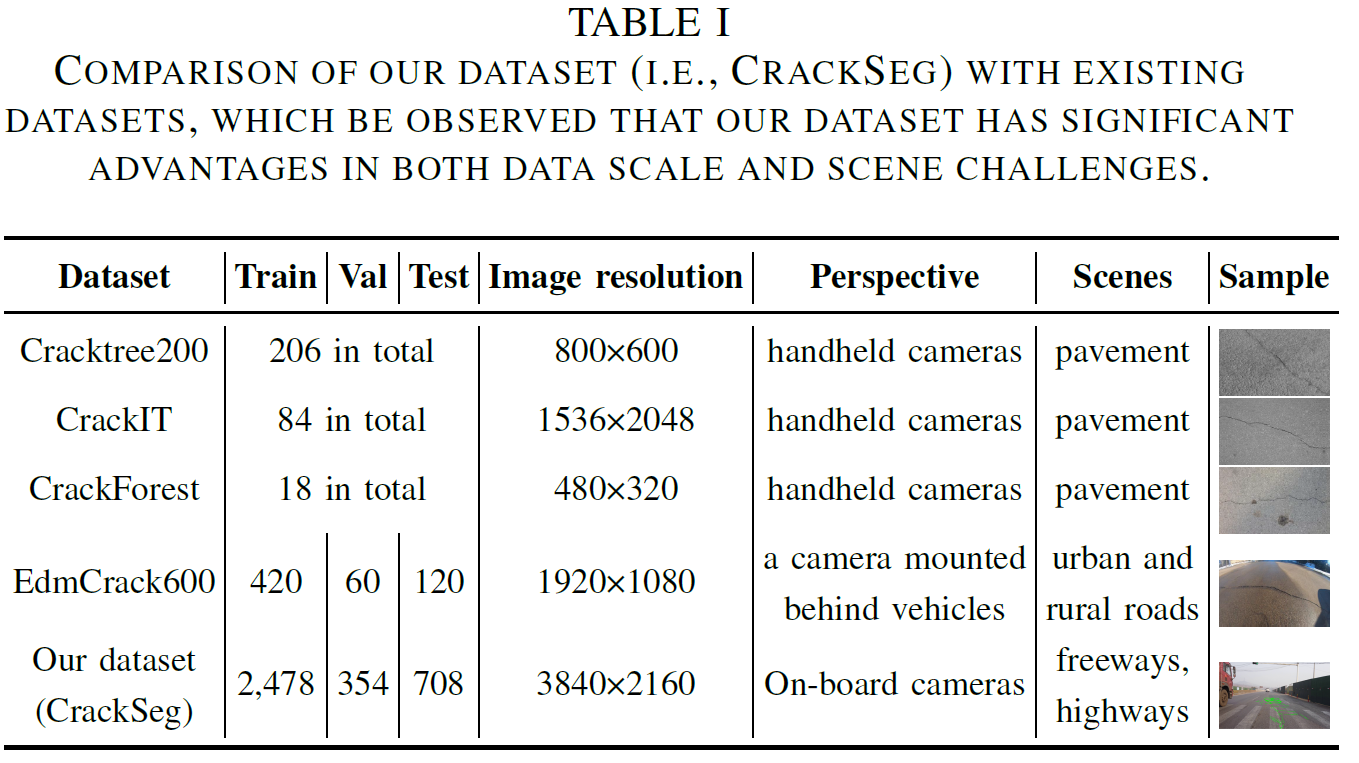 TABLE I
COMPARISON OF OUR DATASET (I.E., CRACKSEG) WITH EXISTING
DATASETS, WHICH BE OBSERVED THAT OUR DATASET HAS SIGNIFICANT
ADVANTAGES IN BOTH DATA SCALE AND SCENE CHALLENGES.
Dataset Train Val Test Image resolution Perspective Scenes Sample
Cracktree200 206 in total 800×600 handheld cameras pavement
CrackIT 84 in total 1536×2048 handheld cameras pavement
CrackForest 18 in total 480×320 handheld cameras pavement
EdmCrack600 420 60 120 1920×1080 a camera mounted behind vehicles urban and rural roads
Our dataset (CrackSeg) 2,478 354 708 3840×2160 On-board cameras freeways, highways